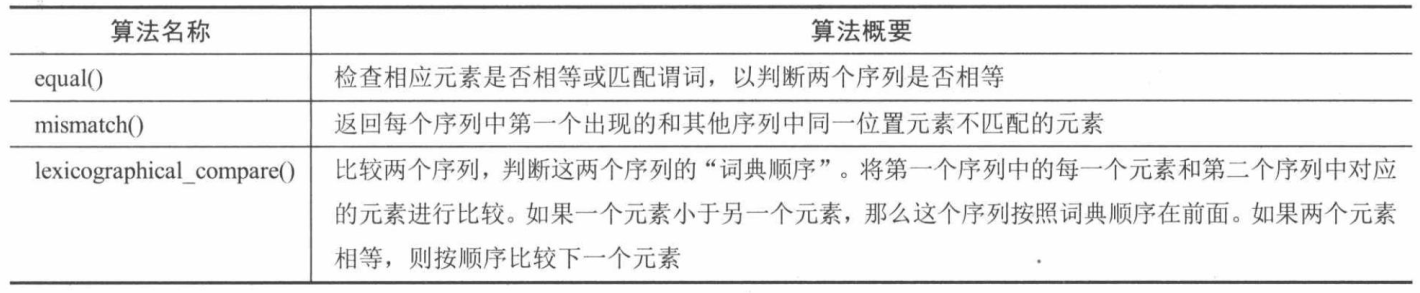 算法名称 算法概要
equal() 检查相应元素是否相等或匹配谓词，以判断两个序列是否相等
mismatch() 返回每个序列中第一个出现的和其他序列中同一位置元素不匹配的元素
lexicographical_compare() 比较两个序列，判断这两个序列的“词典顺序”。将第一个序列中的每一个元素和第二个序列中对应
的元素进行比较。如果一个元素小于另一个元素，那么这个序列按照词典顺序在前面。如果两个元素
相等，则按顺序比较下一个元素